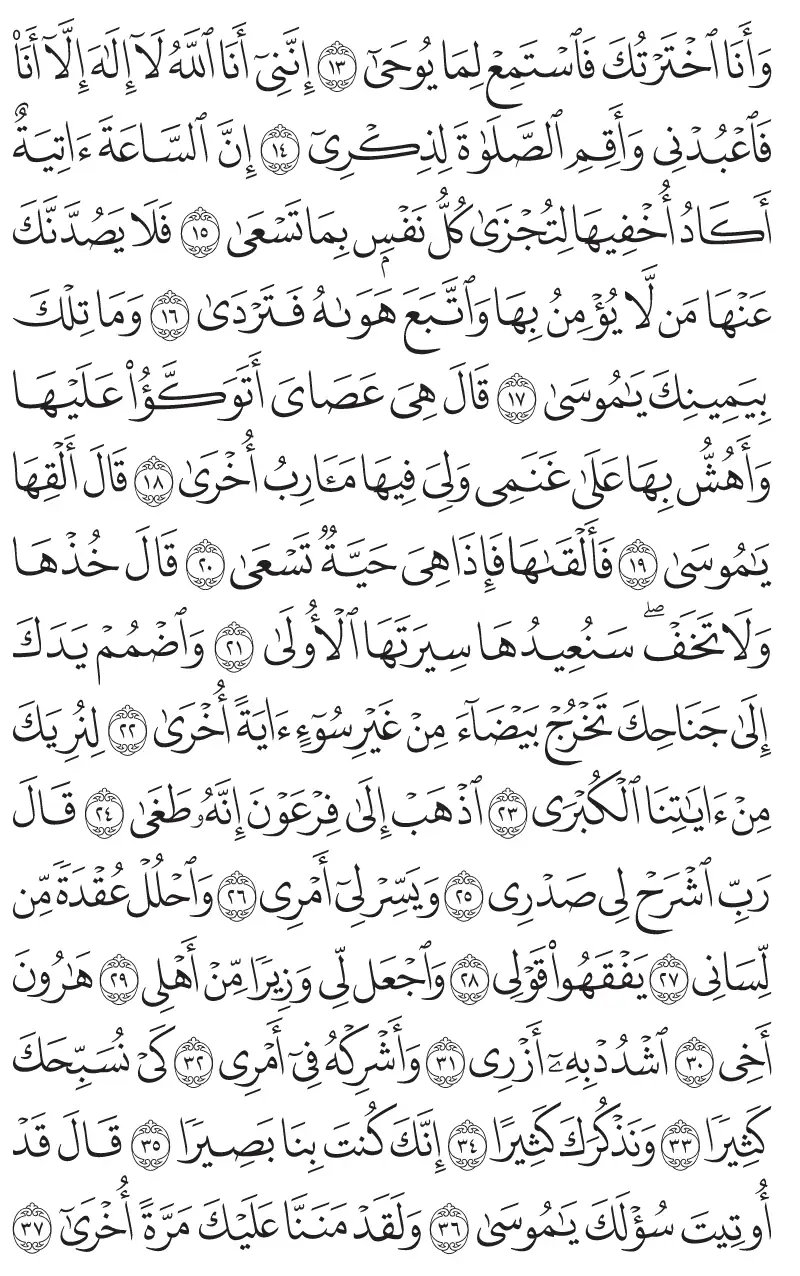 وَأَنَا ٱخْتَرْتُكَ فَٱسْتَمِعْ لِمَا يُوحَىٰٓ ١٣ إِنَّنِىٓ أَنَا ٱللَّهُ لَآ إِلَـٰهَ إِلَّآ أَنَا۠
فَٱعْبُدْنِى وَأَقِمِ ٱلصَّلَوٰةَ لِذِكْرِىٓ ١٤ إِنَّ ٱلسَّاعَةَ ءَاتِيَةٌ
أَكَادُ أُخْفِيهَا لِتُجْزَىٰ كُلُّ نَفْسٍۭ بِمَا تَسْعَىٰ ١٥ فَلَا يَصُدَّنَّكَ
عَنْهَا مَن لَّا يُؤْمِنُ بِهَا وَٱتَّبَعَ هَوَىٰهُ فَتَرْدَىٰ ١٦ وَمَا تِلْكَ
بِيَمِينِكَ يَـٰمُوسَىٰ ١٧ قَالَ هِىَ عَصَاىَ أَتَوَكَّؤُا۟ عَلَيْهَا
وَأَهُشُّ بِهَا عَلَىٰ غَنَمِى وَلِىَ فِيهَا مَـَٔارِبُ أُخْرَىٰ ١٨ قَالَ أَلْقِهَا
يَـٰمُوسَىٰ ١٩ فَأَلْقَىٰهَا فَإِذَا هِىَ حَيَّةٌ تَسْعَىٰ ٢٠ قَالَ خُذْهَا
وَلَا تَخَفْ ۖ سَنُعِيدُهَا سِيرَتَهَا ٱلْأُولَىٰ ٢١ وَٱضْمُمْ يَدَكَ
إِلَىٰ جَنَاحِكَ تَخْرُجْ بَيْضَآءَ مِنْ غَيْرِ سُوٓءٍ ءَايَةً أُخْرَىٰ ٢٢ لِنُرِيَكَ
مِنْ ءَايَـٰتِنَا ٱلْكُبْرَى ٢٣ ٱذْهَبْ إِلَىٰ فِرْعَوْنَ إِنَّهُۥ طَغَىٰ ٢٤ قَالَ
رَبِّ ٱشْرَحْ لِى صَدْرِى ٢٥ وَيَسِّرْ لِىٓ أَمْرِى ٢٦ وَٱحْلُلْ عُقْدَةً مِّن
لِّسَانِى ٢٧ يَفْقَهُوا۟ قَوْلِى ٢٨ وَٱجْعَل لِّى وَزِيرًا مِّنْ أَهْلِى ٢٩ هَـٰرُونَ
أَخِى ٣٠ ٱشْدُدْ بِهِۦٓ أَزْرِى ٣١ وَأَشْرِكْهُ فِىٓ أَمْرِى ٣٢ كَىْ نُسَبِّحَكَ
كَثِيرًا ٣٣ وَنَذْكُرَكَ كَثِيرًا ٣٤ إِنَّكَ كُنتَ بِنَا بَصِيرًا ٣٥ قَالَ قَدْ
أُوتِيتَ سُؤْلَكَ يَـٰمُوسَىٰ ٣٦ وَلَقَدْ مَنَنَّا عَلَيْكَ مَرَّةً أُخْرَىٰٓ ٣٧